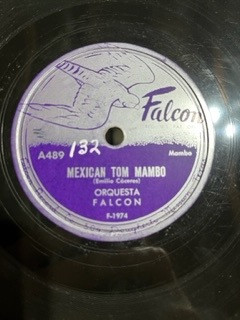 Falcon
A489 132 Mambo
MEXICAN TOM MAMBO
(Emilio Cáceres)
ORQUESTA
FALCON
F-1974